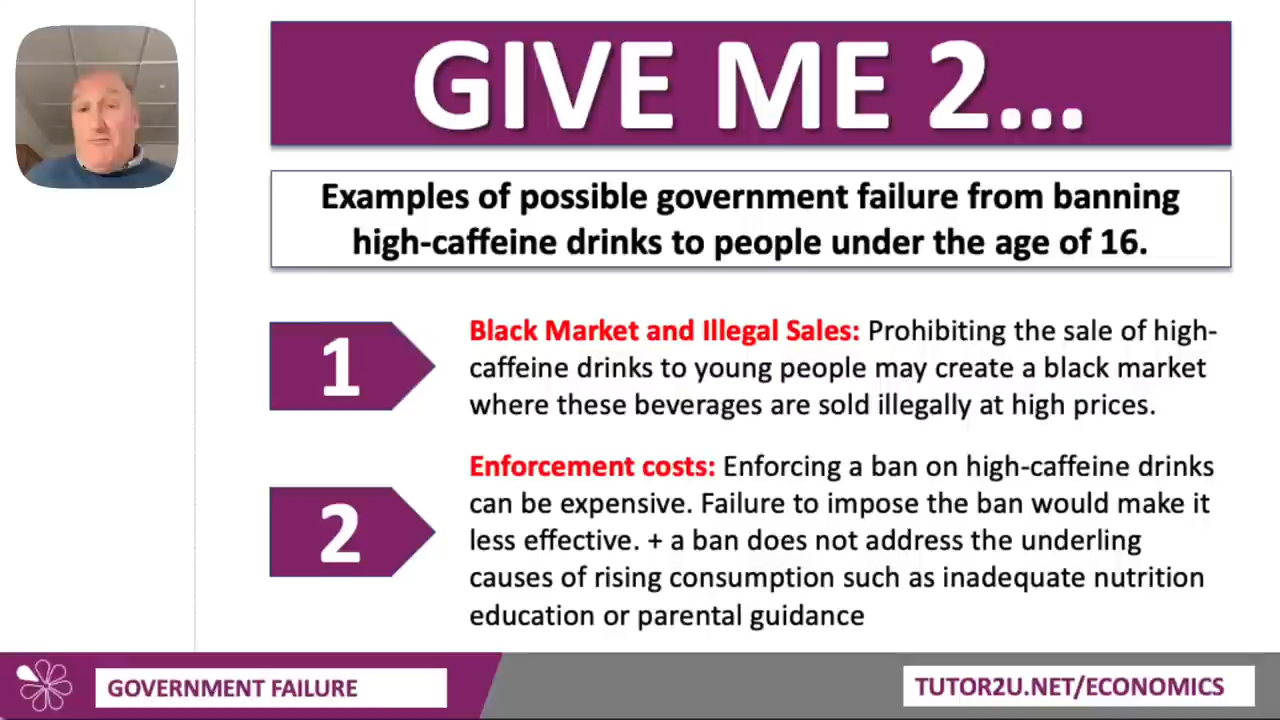 GIVE ME 2...
Examples of possible government failure from banning
high-caffeine drinks to people under the age of 16.
1
Black Market and Illegal Sales: Prohibiting the sale of high-
caffeine drinks to young people may create a black market
where these beverages are sold illegally at high prices.
2
Enforcement costs: Enforcing a ban on high-caffeine drinks
can be expensive. Failure to impose the ban would make it
less effective. + a ban does not address the underling
causes of rising consumption such as inadequate nutrition
education or parental guidance
GOVERNMENT FAILURE
TUTOR2U.NET/ECONOMICS